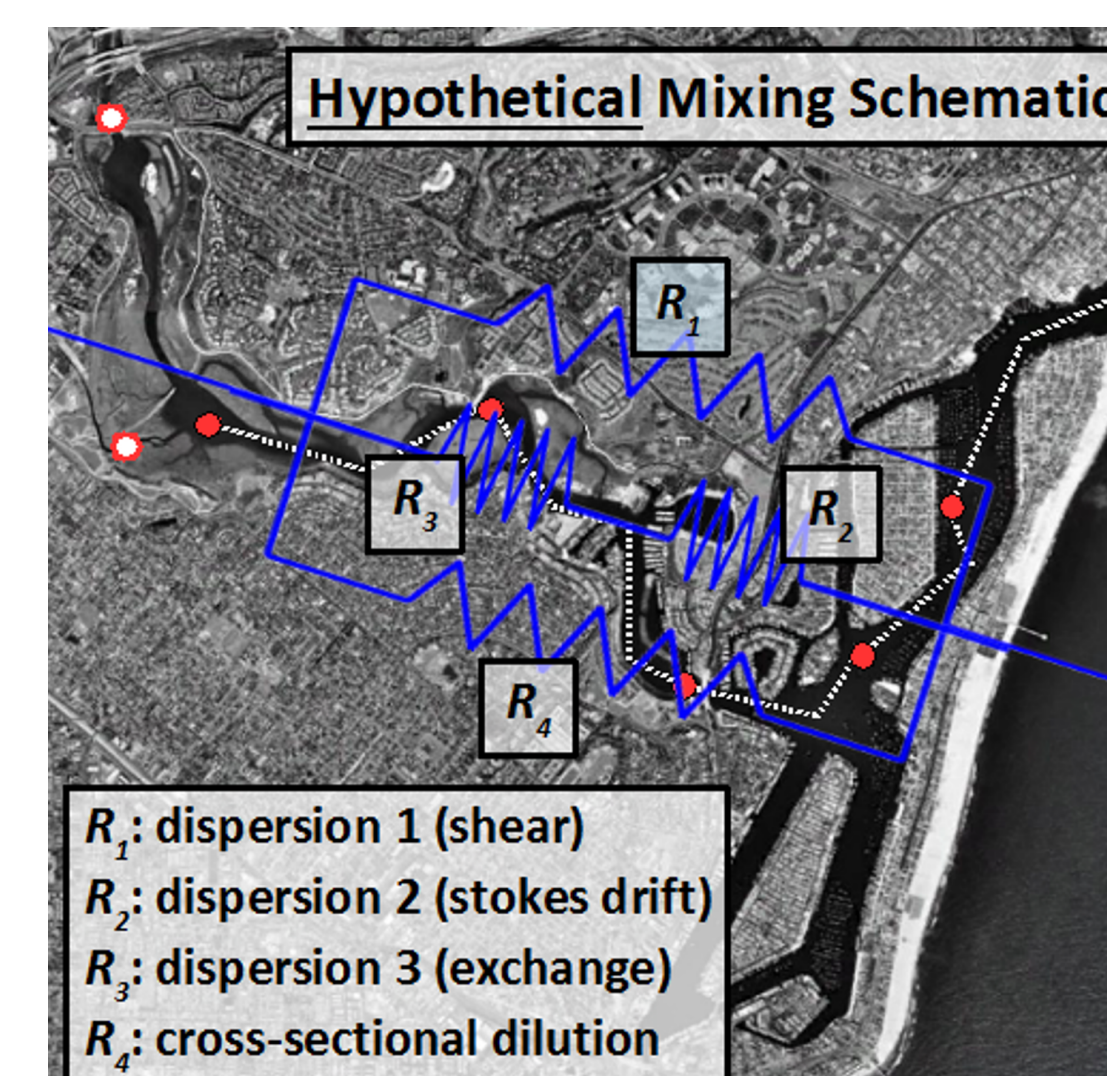 Hypothetical Mixing Schematic
R1
R3
R2
R4
R1: dispersion 1 (shear)
R2: dispersion 2 (stokes drift)
R3: dispersion 3 (exchange)
R4: cross-sectional dilution